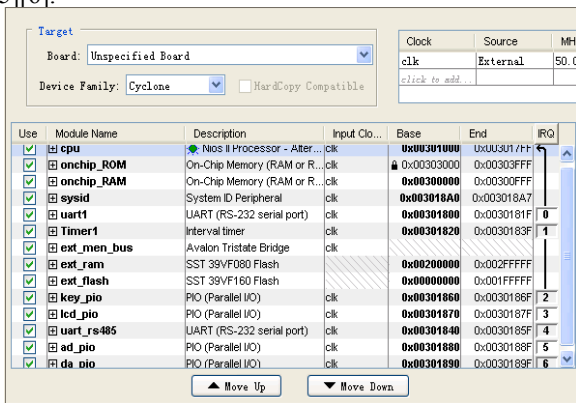 Target
Board: Unspecified Board
Device Family: Cyclone HardCopy Compatible
Clock Source MH
clk External 50.0
click to add...
Use Module Name Description Input Clo... Base End IRQ
cpu Nios II Processor - Alter... clk 0x00301000 0x003017FF
onchip_ROM On-Chip Memory (RAM or R... clk 0x00303000 0x00303FFF
onchip_RAM On-Chip Memory (RAM or R... clk 0x00300000 0x00300FFF
sysid System ID Peripheral clk 0x003018A0 0x003018A7
uart1 UART (RS-232 serial port) clk 0x00301800 0x0030181F 0
Timer1 Interval timer clk 0x00301820 0x0030183F 1
ext_men_bus Avalon Tristate Bridge clk
ext_ram SST 39VF080 Flash 0x00200000 0x002FFFFF
ext_flash SST 39VF160 Flash 0x00000000 0x001FFFFF
key_pio PIO (Parallel I/O) clk 0x00301860 0x0030186F 2
lcd_pio PIO (Parallel I/O) clk 0x00301870 0x0030187F 3
uart_rs485 UART (RS-232 serial port) clk 0x00301840 0x0030185F 4
ad_pio PIO (Parallel I/O) clk 0x00301880 0x0030188F 5
da_pio PIO (Parallel I/O) clk 0x00301890 0x0030189F 6
Move Up Move Down